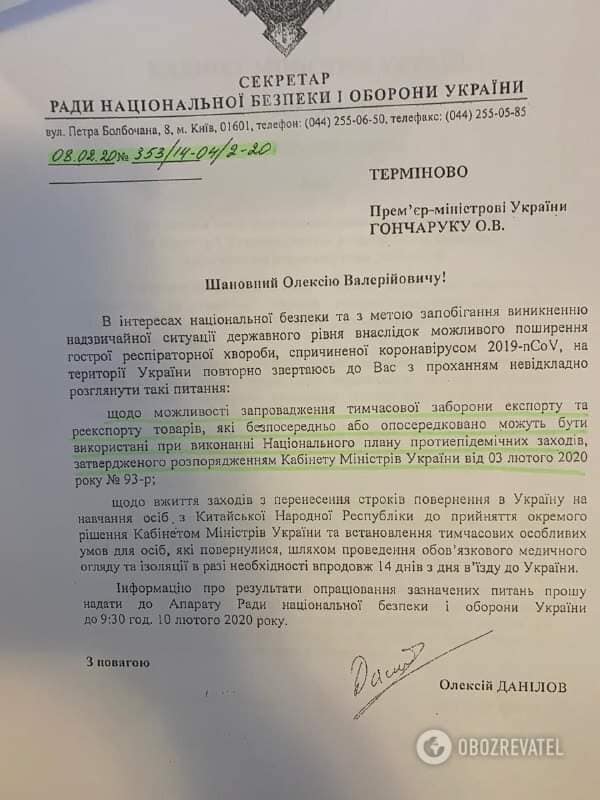 СЕКРЕТАР
РАДИ НАЦІОНАЛЬНОЇ БЕЗПЕКИ І ОБОРОНИ УКРАЇНИ
вул. Петра Болбочана, 8, м. Київ, 01601, телефон: (044) 255-06-50, телефакс: (044) 255-05-85
08.02.20 № 353/14-04/2-20
ТЕРМІНОВО
Прем’єр-міністрові України
ГОНЧАРУКУ О.В.
Шановний Олексію Валерійовичу!
В інтересах національної безпеки та з метою запобігання виникненню
надзвичайної ситуації державного рівня внаслідок можливого поширення
гострої респіраторної хвороби, спричиненої коронавірусом 2019-nCoV, на
території України повторно звертаюсь до Вас з проханням невідкладно
розглянути такі питання:
щодо можливості запровадження тимчасової заборони експорту та
реекспорту товарів, які безпосередньо або опосередковано можуть бути
використані при виконанні Національного плану протиепідемічних заходів,
затвердженого розпорядженням Кабінету Міністрів України від 03 лютого 2020
року № 93-р;
щодо вжиття заходів з перенесення строків повернення в Україну на
навчання осіб з Китайської Народної Республіки до прийняття окремого
рішення Кабінетом Міністрів України та встановлення тимчасових особливих
умов для осіб, які повернулися, шляхом проведення обов’язкового медичного
огляду та ізоляції в разі необхідності впродовж 14 днів з дня в’їзду до України.
Інформацію про результати опрацювання зазначених питань прошу
надати до Апарату Ради національної безпеки і оборони України
до 9:30 год. 10 лютого 2020 року.
З повагою
Олексій ДАНІЛОВ
OBOZREVATEL